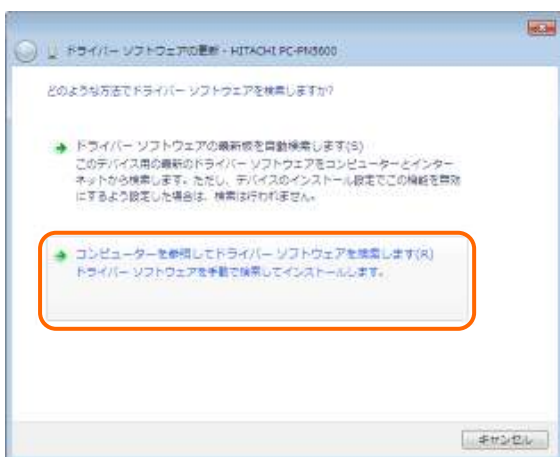 ドライバー ソフトウェアの更新 - HITACHI PC-PN3600
どのような方法でドライバー ソフトウェアを検索しますか?
ドライバー ソフトウェアの最新版を自動検索します(S)
このデバイス用の最新のドライバー ソフトウェアをコンピューターとインター
ネットから検索します。ただし、デバイスのインストール設定でこの機能を無効
にするよう設定した場合は、検索は行われません。
コンピューターを参照してドライバー ソフトウェアを検索します(R)
ドライバー ソフトウェアを手動で検索してインストールします。
キャンセル